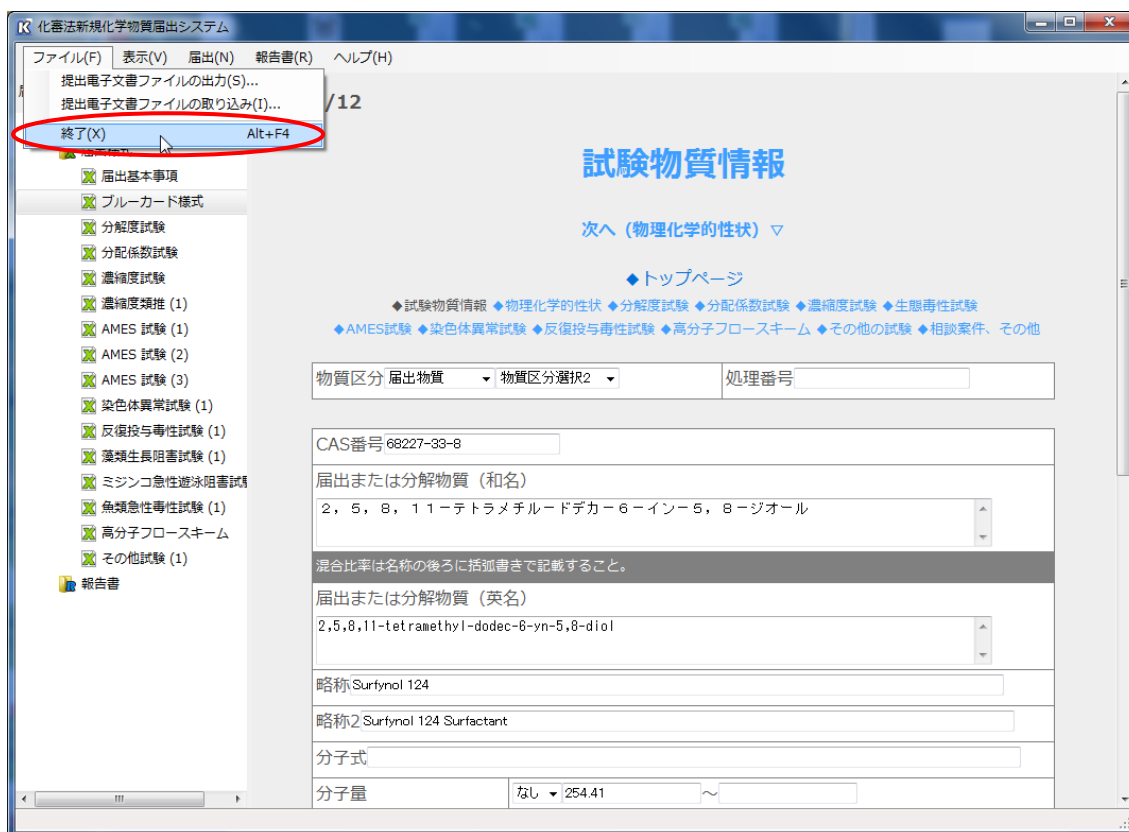 化審法新規化学物質届出システム
ファイル(F) 表示(V) 届出(N) 報告書(R) ヘルプ(H)
提出電子文書ファイルの出力(S)...
提出電子文書ファイルの取り込み(I)...
終了(X) Alt+F4
/12
届出基本事項
ブルーカード様式
分解度試験
分配係数試験
濃縮度試験
濃縮度類推 (1)
AMES 試験 (1)
AMES 試験 (2)
AMES 試験 (3)
染色体異常試験 (1)
反復投与毒性試験 (1)
藻類生長阻害試験 (1)
ミジンコ急性遊泳阻害試験
魚類急性毒性試験 (1)
高分子フロースキーム
その他試験 (1)
報告書
試験物質情報
次へ（物理化学的性状）▽
◆トップページ
◆試験物質情報 ◆物理化学的性状 ◆分解度試験 ◆分配係数試験 ◆濃縮度試験 ◆生態毒性試験
◆AMES試験 ◆染色体異常試験 ◆反復投与毒性試験 ◆高分子フロースキーム ◆その他の試験 ◆相談案件、その他
物質区分 届出物質 物質区分選択2 処理番号
CAS番号 68227-33-8
届出または分解物質（和名）
２，５，８，１１－テトラメチル－ドデカ－６－イン－５，８－ジオール
混合比率は名称の後ろに括弧書きで記載すること。
届出または分解物質（英名）
2,5,8,11-tetramethyl-dodec-6-yn-5,8-diol
略称 Surfynol 124
略称2 Surfynol 124 Surfactant
分子式
分子量 なし 254.41 ～